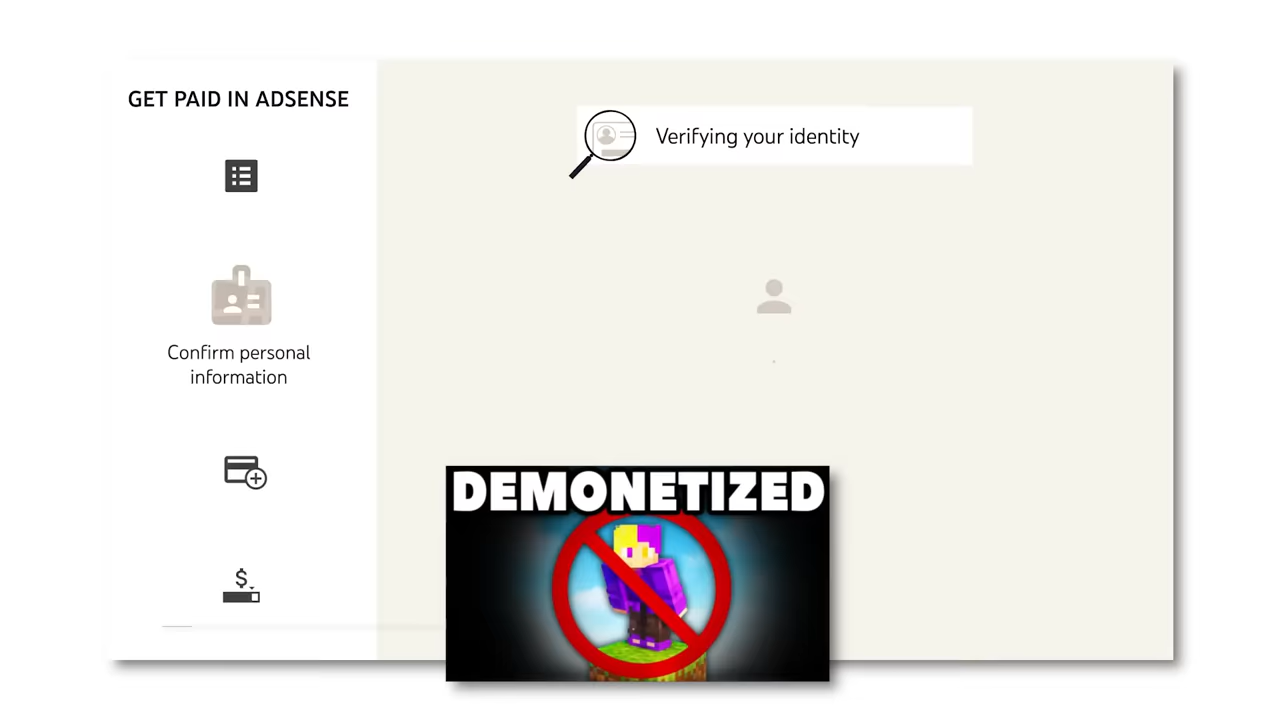 GET PAID IN ADSENSE
Verifying your identity
Confirm personal
information
$
DEMONETIZED